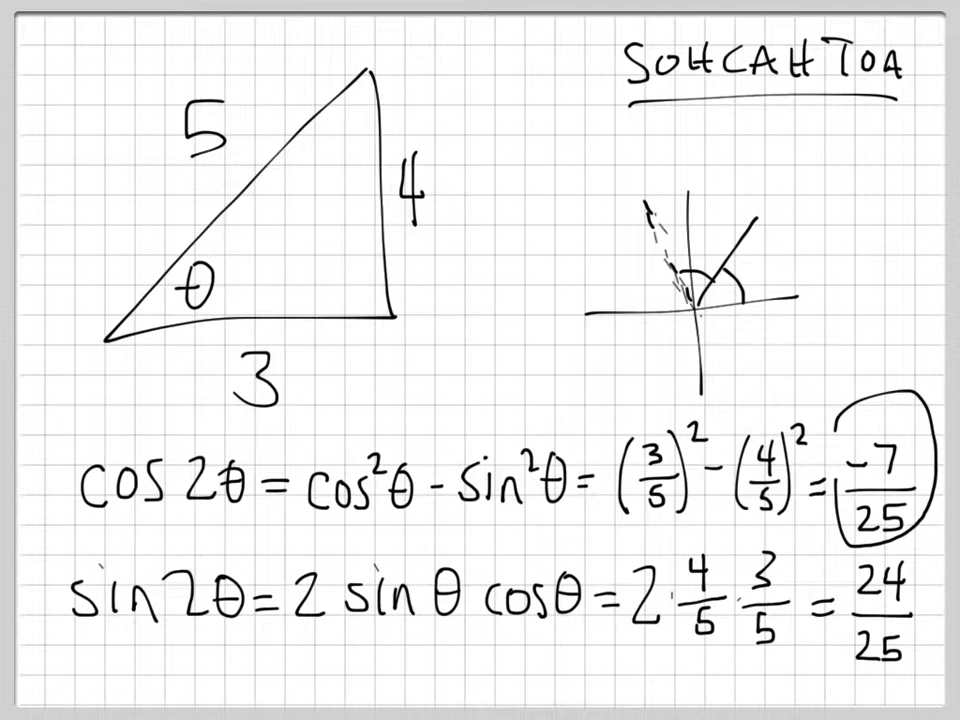 SOHCAHTOA
5
4
θ
3
cos 2θ = cos²θ - sin²θ = (3/5)² - (4/5)² = -7/25
sin 2θ = 2 sin θ cos θ = 2 · 4/5 · 3/5 = 24/25